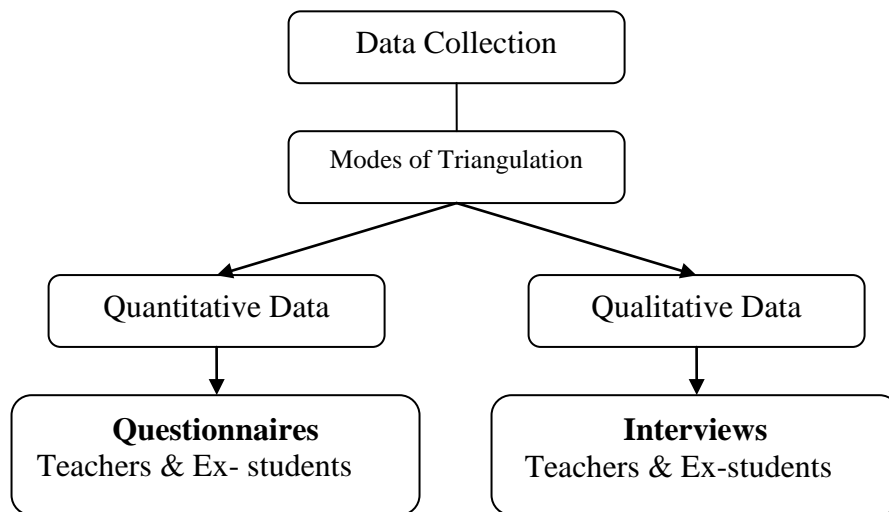 Data Collection
Modes of Triangulation
Quantitative Data
Qualitative Data
Questionnaires
Teachers & Ex- students
Interviews
Teachers & Ex-students